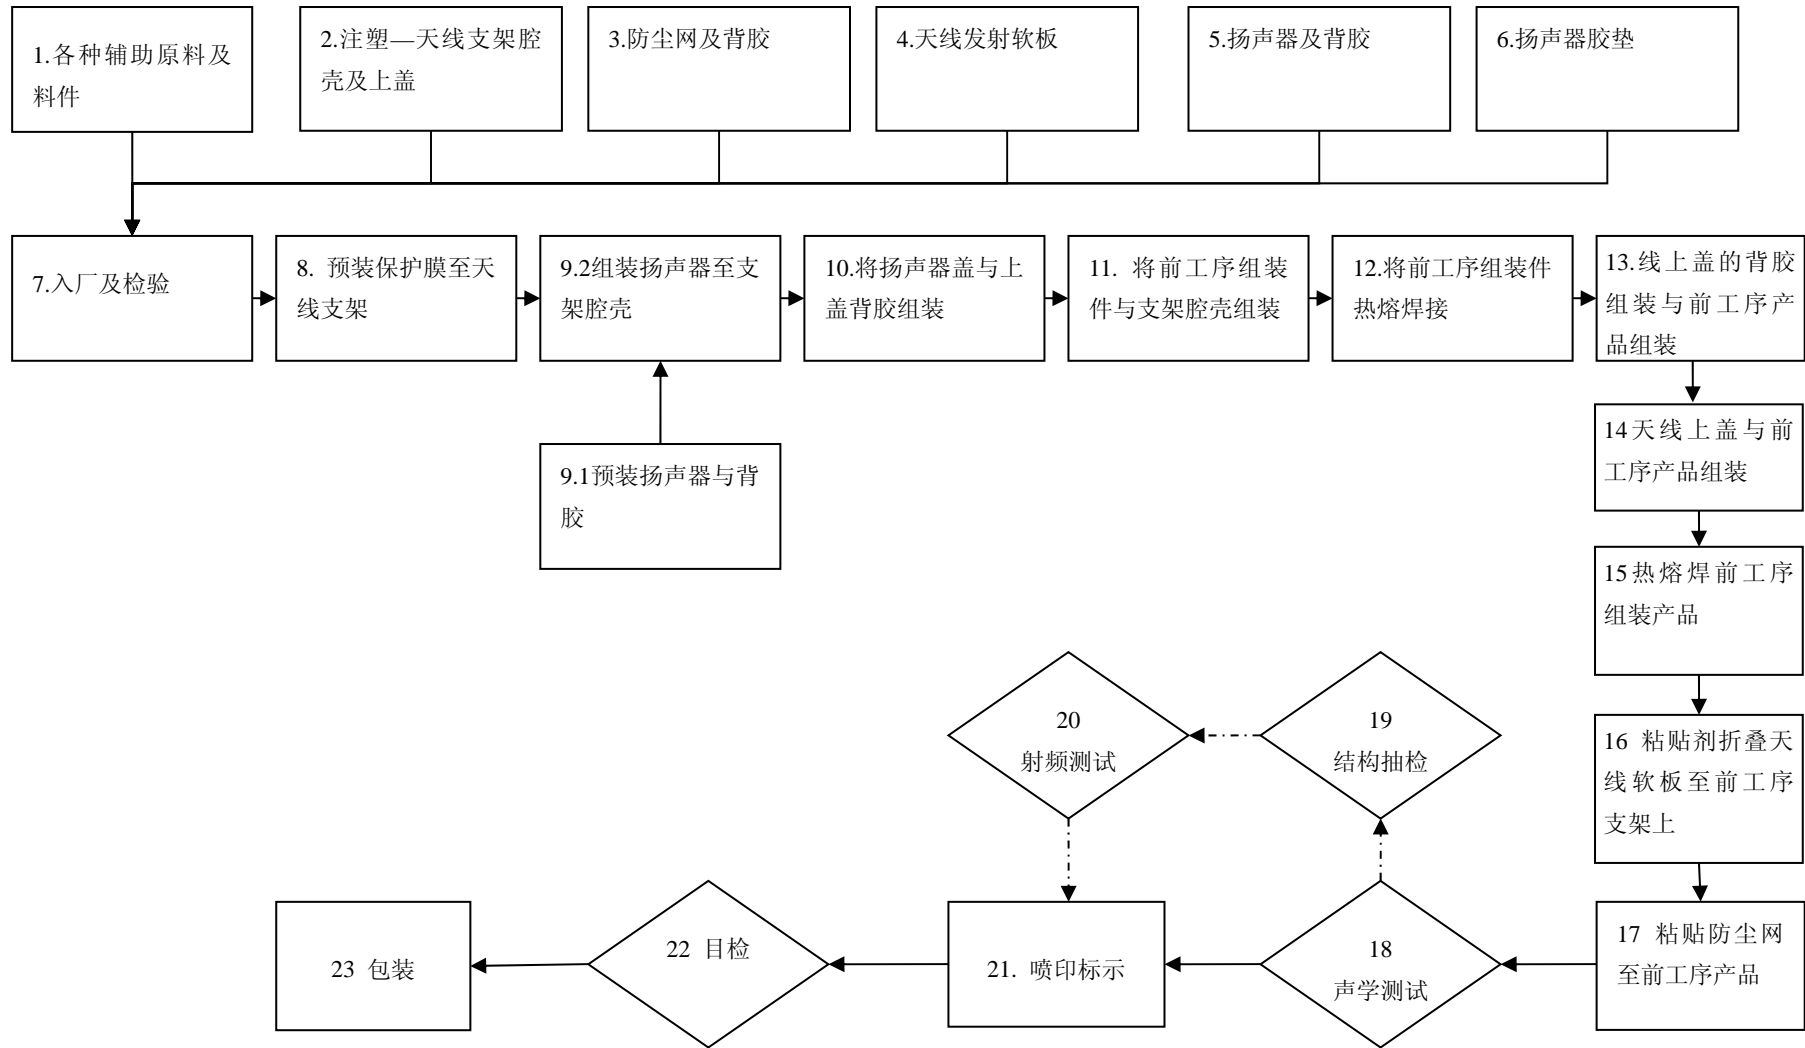 1.各种辅助原料及
料件
2.注塑—天线支架腔
壳及上盖
3.防尘网及背胶
4.天线发射软板
5.扬声器及背胶
6.扬声器胶垫
7.入厂及检验
8. 预装保护膜至天
线支架
9.2组装扬声器至支
架腔壳
10.将扬声器盖与上
盖背胶组装
11. 将前工序组装
件与支架腔壳组装
12.将前工序组装件
热熔焊接
13.线上盖的背胶
组装与前工序产
品组装
9.1预装扬声器与背
胶
14天线上盖与前
工序产品组装
15热熔焊前工序
组装产品
16 粘贴剂折叠天
线软板至前工序
支架上
17 粘贴防尘网
至前工序产品
18
声学测试
19
结构抽检
20
射频测试
21. 喷印标示
22 目检
23 包装